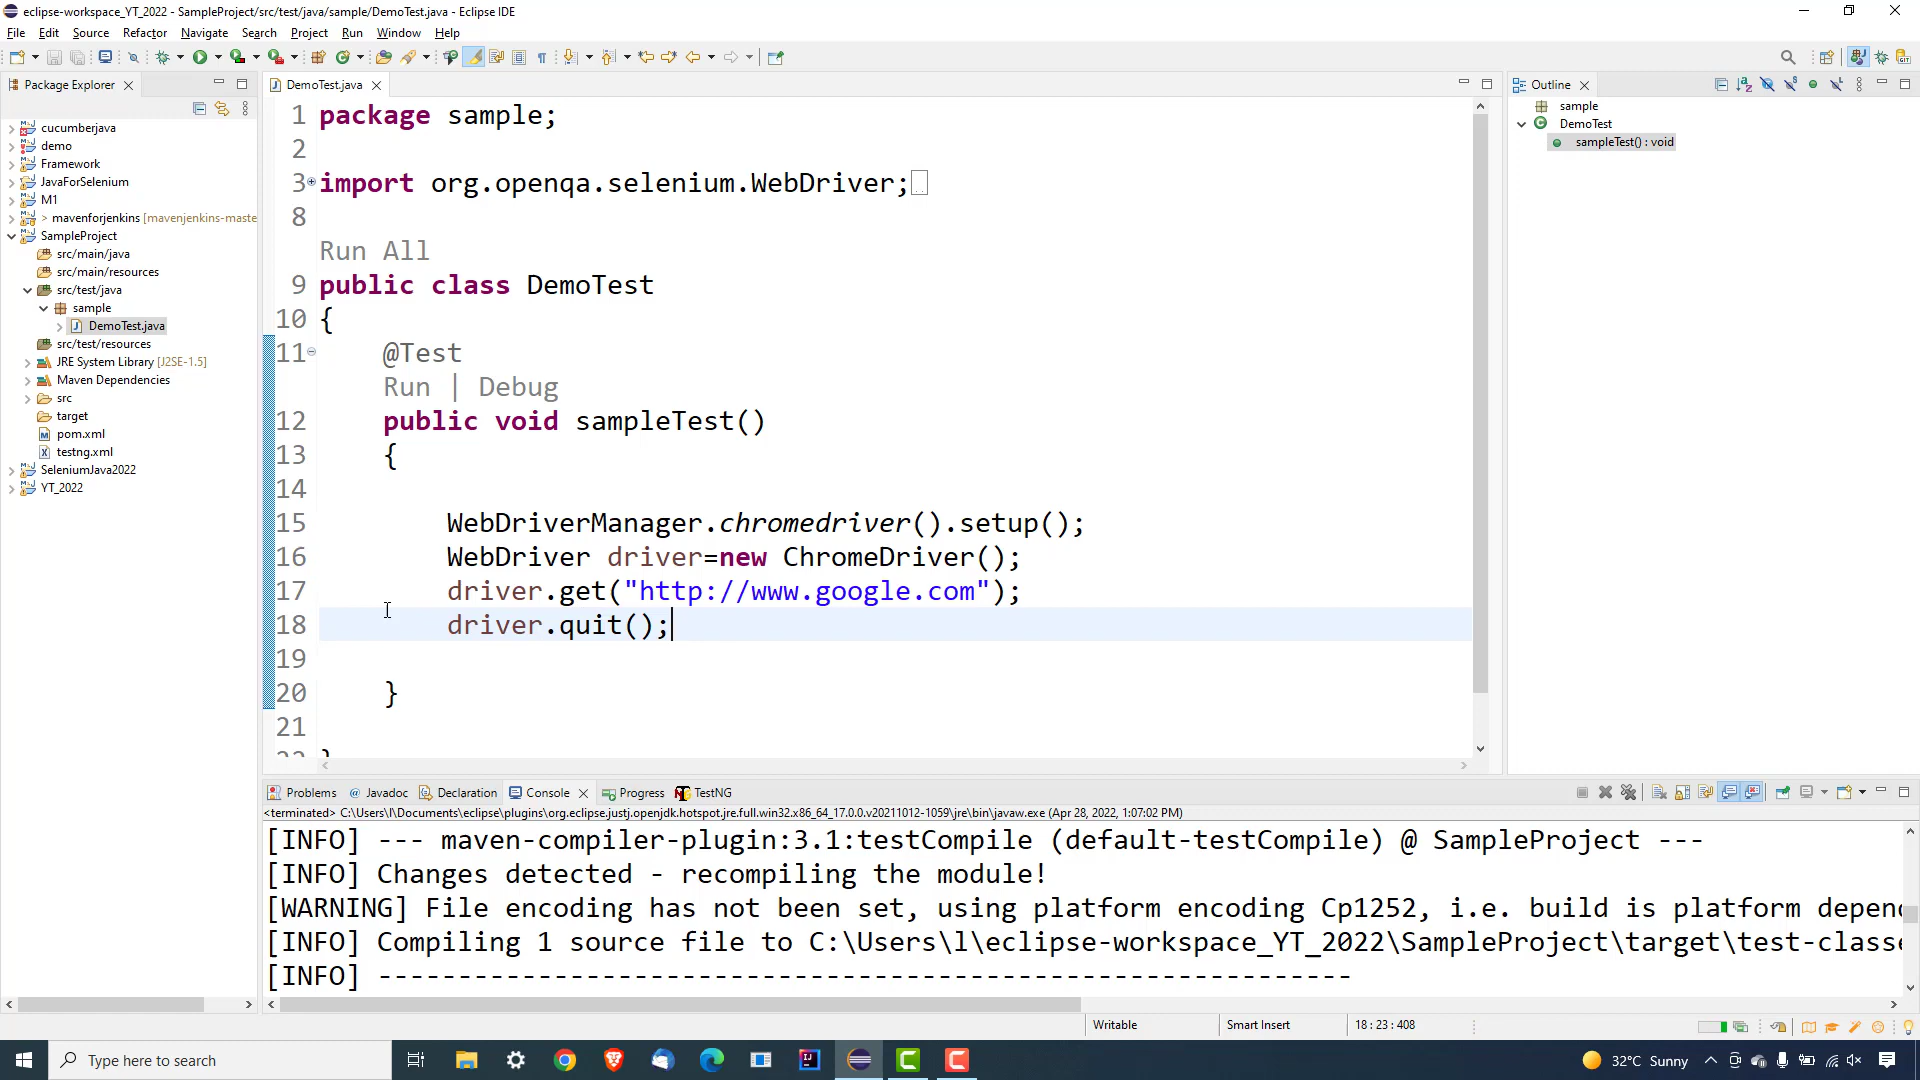 eclipse-workspace_YT_2022 - SampleProject/src/test/java/sample/DemoTest.java - Eclipse IDE
File Edit Source Refactor Navigate Search Project Run Window Help
Package Explorer
cucumberjava
demo
Framework
JavaForSelenium
M1
> mavenforjenkins [mavenjenkins-maste
SampleProject
src/main/java
src/main/resources
src/test/java
sample
DemoTest.java
src/test/resources
JRE System Library [J2SE-1.5]
Maven Dependencies
src
target
pom.xml
testng.xml
SeleniumJava2022
YT_2022
DemoTest.java
1 package sample;
2
3 import org.openqa.selenium.WebDriver;
8
Run All
9 public class DemoTest
10 {
11 @Test
Run | Debug
12 public void sampleTest()
13 {
14
15 WebDriverManager.chromedriver().setup();
16 WebDriver driver=new ChromeDriver();
17 driver.get("http://www.google.com");
18 driver.quit();
19
20 }
21
22 }
Outline
sample
DemoTest
sampleTest() : void
Problems Javadoc Declaration Console Progress TestNG
<terminated> C:\Users\l\Documents\eclipse\plugins\org.eclipse.justj.openjdk.hotspot.jre.full.win32.x86_64_17.0.0.v20211012-1059\jre\bin\javaw.exe (Apr 28, 2022, 1:07:02 PM)
[INFO] --- maven-compiler-plugin:3.1:testCompile (default-testCompile) @ SampleProject ---
[INFO] Changes detected - recompiling the module!
[WARNING] File encoding has not been set, using platform encoding Cp1252, i.e. build is platform depen
[INFO] Compiling 1 source file to C:\Users\l\eclipse-workspace_YT_2022\SampleProject\target\test-classe
[INFO] -------------------------------------------------------------
Writable Smart Insert 18 : 23 : 408
Type here to search
32°C Sunny